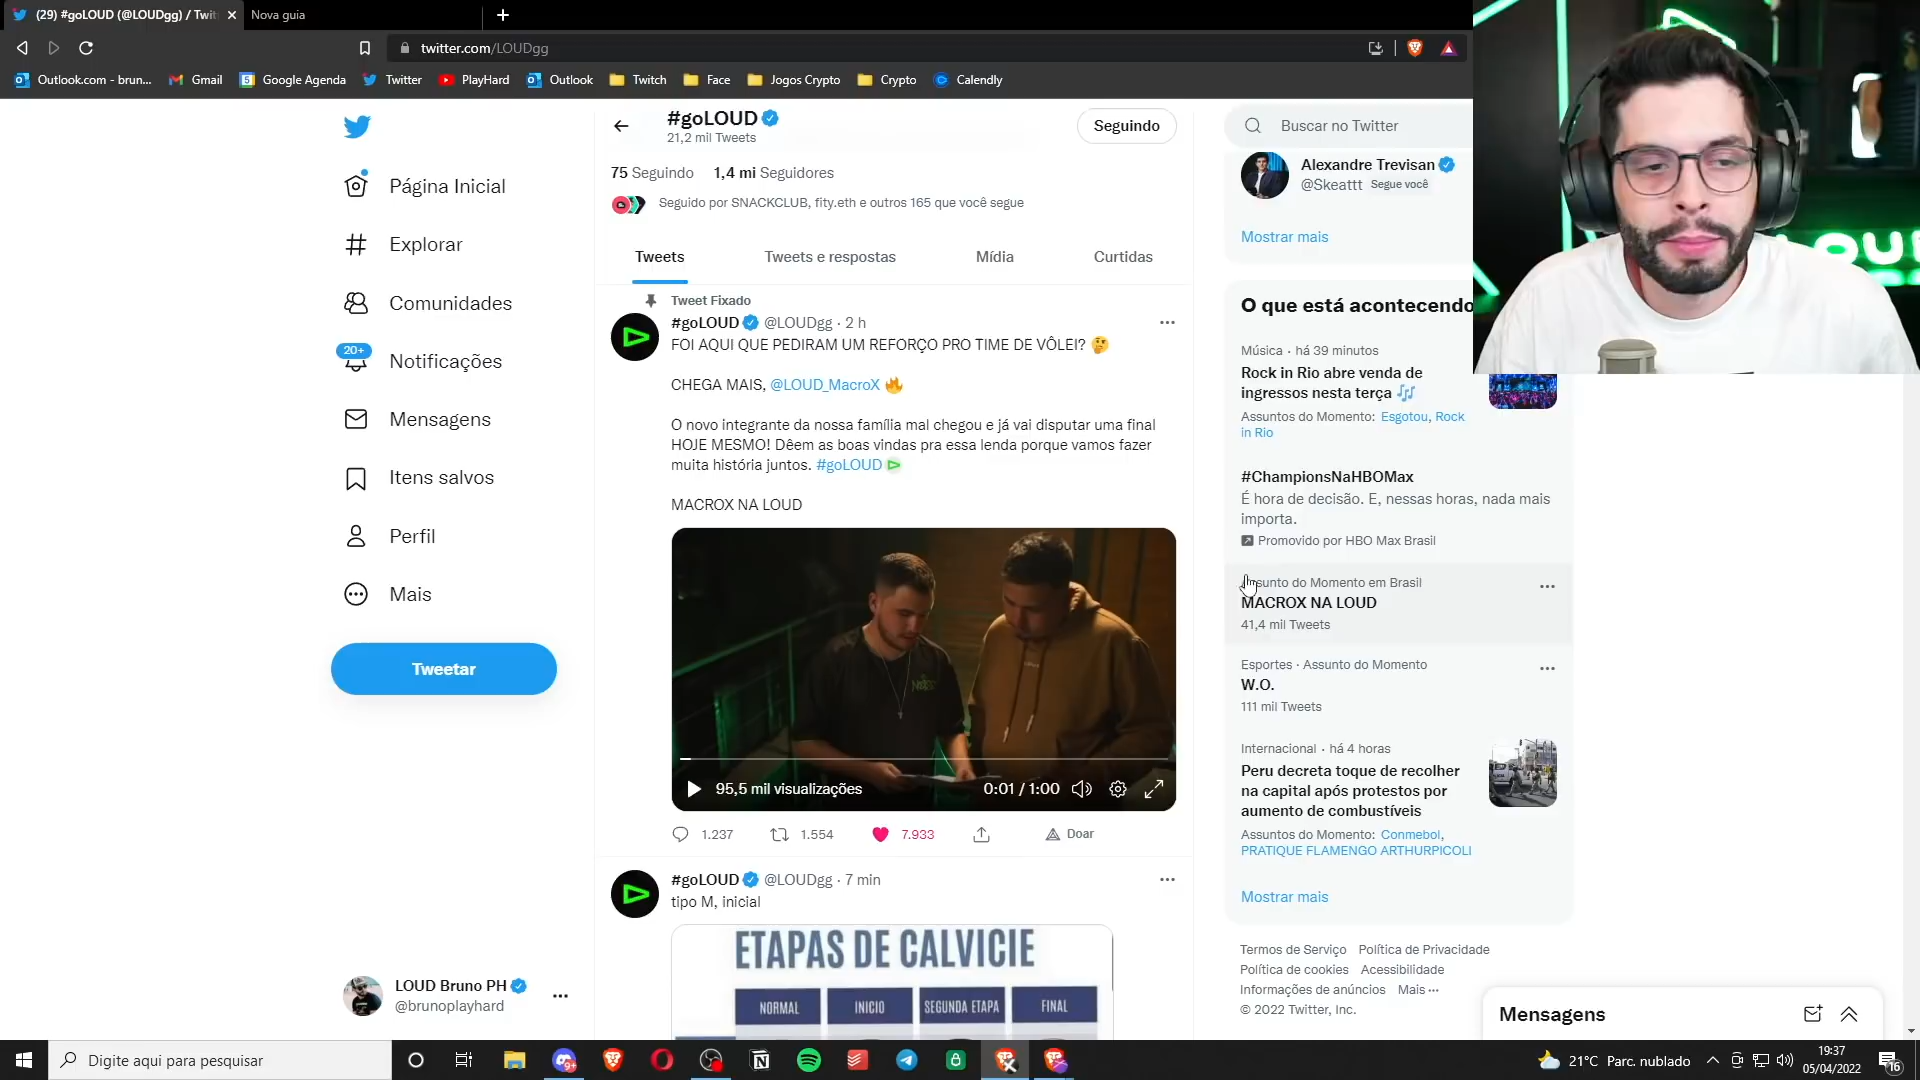 (29) #goLOUD (@LOUDgg) / Twit
Nova guia
twitter.com/LOUDgg
Outlook.com - brun...
Gmail
Google Agenda
Twitter
PlayHard
Outlook
Twitch
Face
Jogos Crypto
Crypto
Calendly
#goLOUD
21,2 mil Tweets
Seguindo
75 Seguindo 1,4 mi Seguidores
Seguido por SNACKCLUB, fity.eth e outros 165 que você segue
Tweets
Tweets e respostas
Mídia
Curtidas
Página Inicial
Explorar
Comunidades
20+
Notificações
Mensagens
Itens salvos
Perfil
Mais
Tweetar
LOUD Bruno PH
@brunoplayhard
Tweet Fixado
#goLOUD @LOUDgg · 2 h
FOI AQUI QUE PEDIRAM UM REFORÇO PRO TIME DE VÔLEI? 🤔
CHEGA MAIS, @LOUD_MacroX 🔥
O novo integrante da nossa família mal chegou e já vai disputar uma final
HOJE MESMO! Dêem as boas vindas pra essa lenda porque vamos fazer
muita história juntos. #goLOUD
MACROX NA LOUD
95,5 mil visualizações
0:01 / 1:00
1.237
1.554
7.933
Doar
#goLOUD @LOUDgg · 7 min
tipo M, inicial
ETAPAS DE CALVICIE
NORMAL
INICIO
SEGUNDA ETAPA
FINAL
Buscar no Twitter
Alexandre Trevisan
@Skeattt Segue você
Mostrar mais
O que está acontecendo
Música · há 39 minutos
Rock in Rio abre venda de
ingressos nesta terça 🎶
Assuntos do Momento: Esgotou, Rock
in Rio
#ChampionsNaHBOMax
É hora de decisão. E, nessas horas, nada mais
importa.
Promovido por HBO Max Brasil
Assunto do Momento em Brasil
MACROX NA LOUD
41,4 mil Tweets
Esportes · Assunto do Momento
W.O.
111 mil Tweets
Internacional · há 4 horas
Peru decreta toque de recolher
na capital após protestos por
aumento de combustíveis
Assuntos do Momento: Conmebol,
PRATIQUE FLAMENGO ARTHURPICOLI
Mostrar mais
Termos de Serviço Política de Privacidade
Política de cookies Acessibilidade
Informações de anúncios Mais ···
© 2022 Twitter, Inc.
Mensagens
Digite aqui para pesquisar
9+
21°C Parc. nublado
19:37
05/04/2022
16